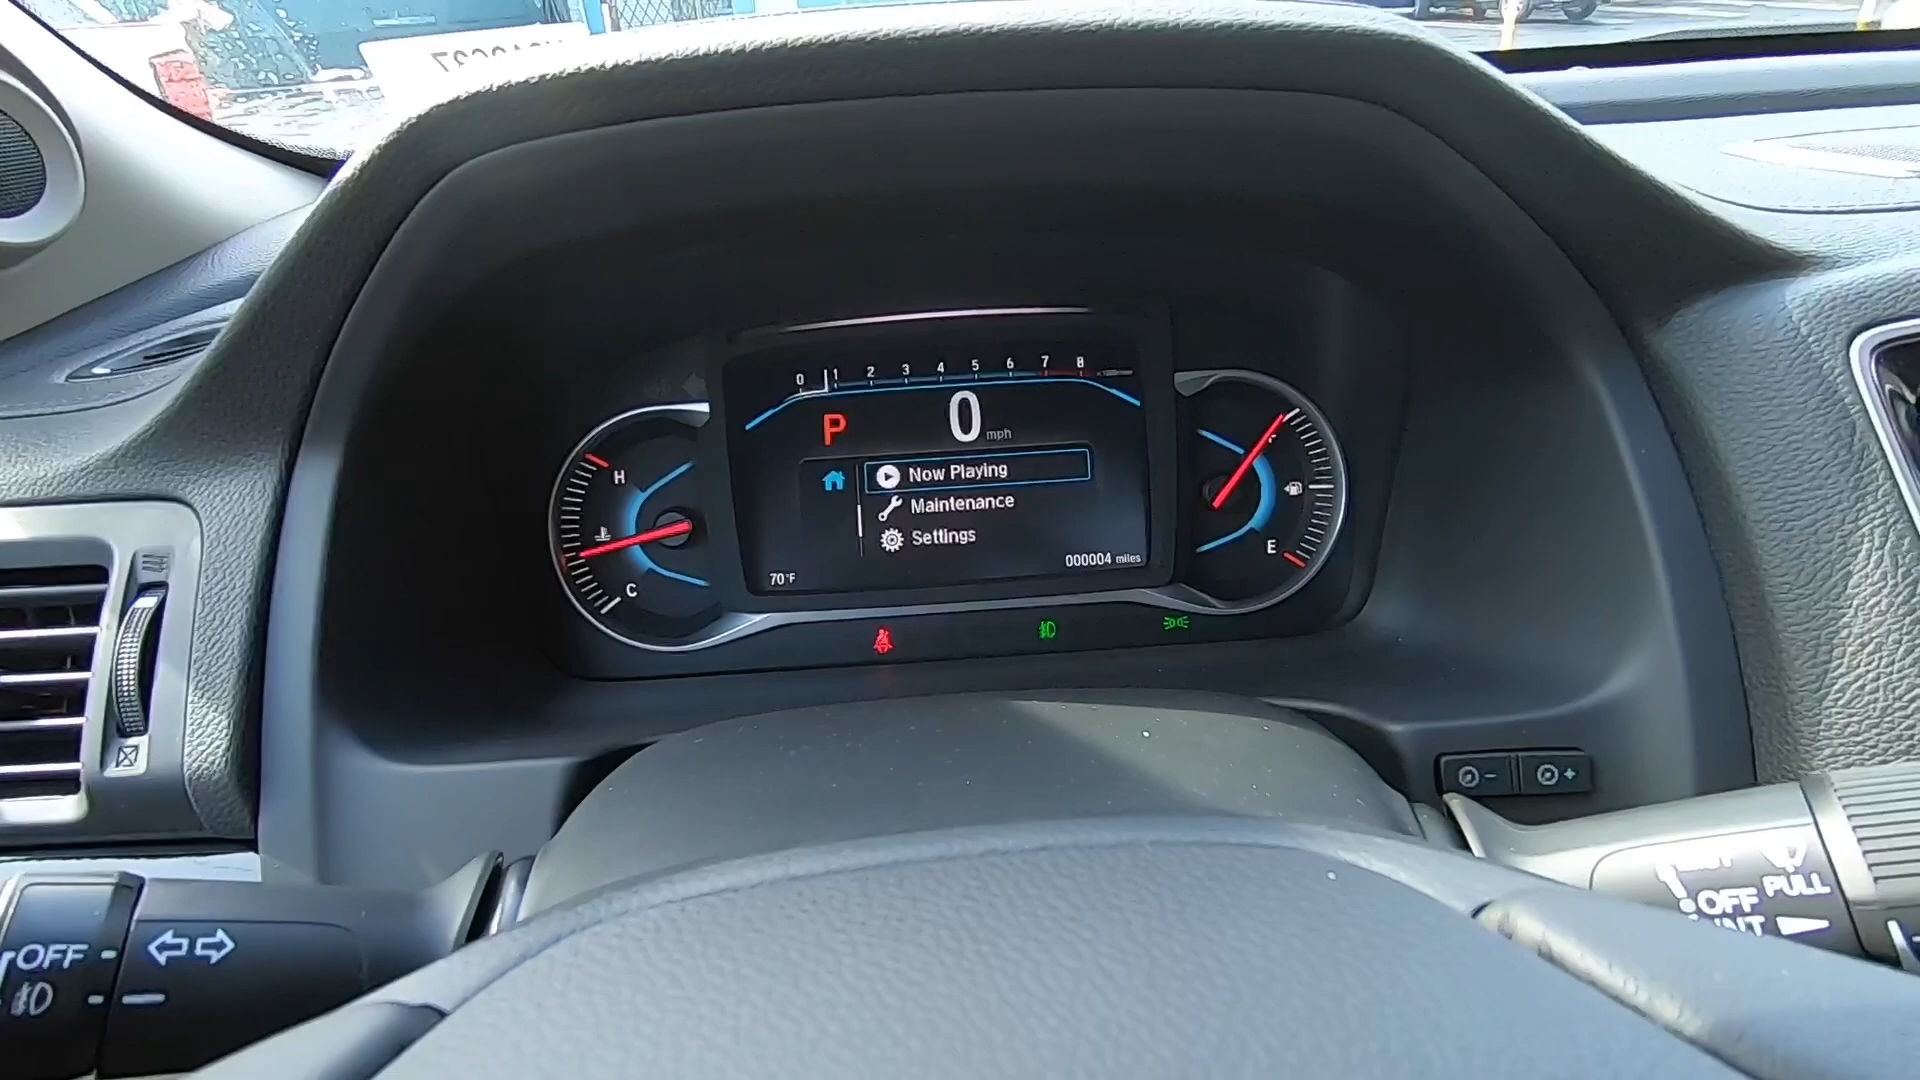 0 1 2 3 4 5 6 7 8
P 0 mph
H
Now Playing
Maintenance
Settings
C
E
70°F
000004 miles
- +
OFF
OFF PULL
INT